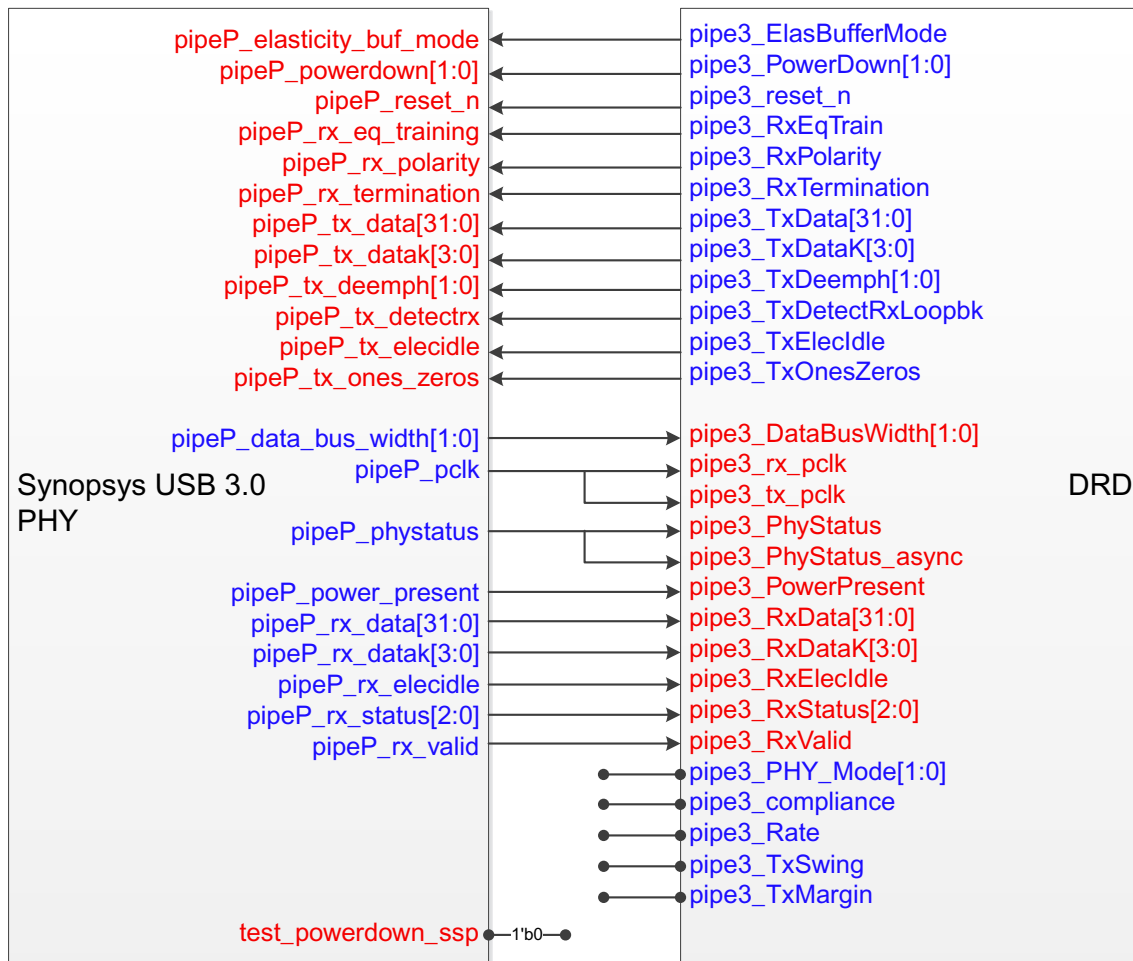 pipeP_elasticity_buf_mode pipe3_ElasBufferMode
pipeP_powerdown[1:0] pipe3_PowerDown[1:0]
pipeP_reset_n pipe3_reset_n
pipeP_rx_eq_training pipe3_RxEqTrain
pipeP_rx_polarity pipe3_RxPolarity
pipeP_rx_termination pipe3_RxTermination
pipeP_tx_data[31:0] pipe3_TxData[31:0]
pipeP_tx_datak[3:0] pipe3_TxDataK[3:0]
pipeP_tx_deemph[1:0] pipe3_TxDeemph[1:0]
pipeP_tx_detectrx pipe3_TxDetectRxLoopbk
pipeP_tx_elecidle pipe3_TxElecIdle
pipeP_tx_ones_zeros pipe3_TxOnesZeros
pipeP_data_bus_width[1:0] pipe3_DataBusWidth[1:0]
pipeP_pclk pipe3_rx_pclk
Synopsys USB 3.0
PHY
pipe3_tx_pclk
DRD
pipeP_phystatus pipe3_PhyStatus
pipe3_PhyStatus_async
pipeP_power_present pipe3_PowerPresent
pipeP_rx_data[31:0] pipe3_RxData[31:0]
pipeP_rx_datak[3:0] pipe3_RxDataK[3:0]
pipeP_rx_elecidle pipe3_RxElecIdle
pipeP_rx_status[2:0] pipe3_RxStatus[2:0]
pipeP_rx_valid pipe3_RxValid
pipe3_PHY_Mode[1:0]
pipe3_compliance
pipe3_Rate
pipe3_TxSwing
pipe3_TxMargin
test_powerdown_ssp 1'b0